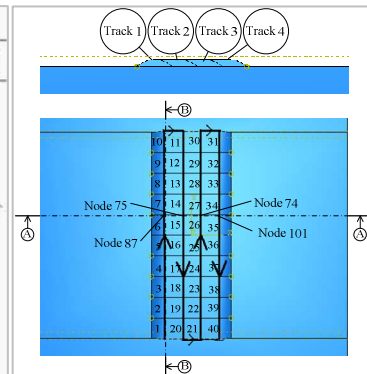 Track 1 Track 2 Track 3 Track 4
B
10 11 30 31
9 12 29 32
8 13 28 33
Node 75 7 14 27 34 Node 74
A A
Node 87 6 15 26 35 Node 101
5 16 25 36
4 17 24 37
3 18 23 38
2 19 22 39
1 20 21 40
B